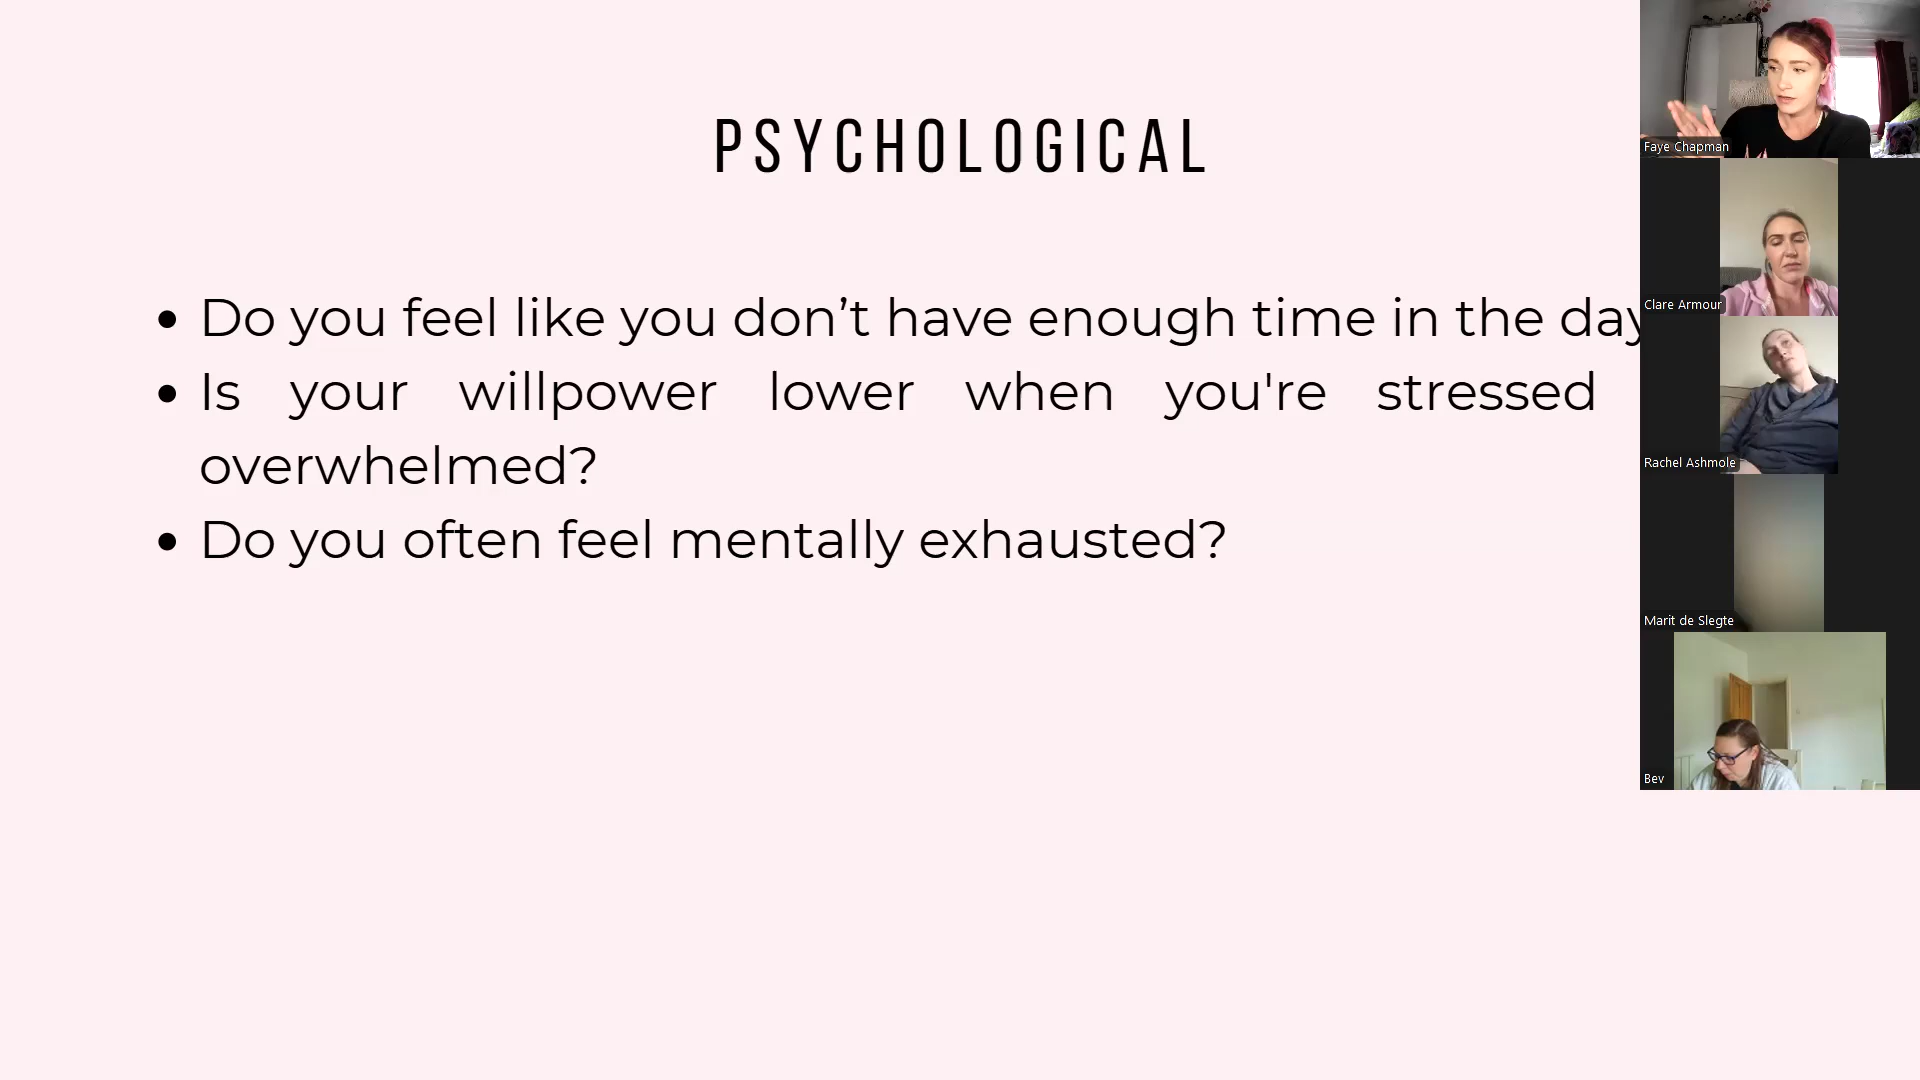 PSYCHOLOGICAL
• Do you feel like you don’t have enough time in the day
• Is your willpower lower when you're stressed
overwhelmed?
• Do you often feel mentally exhausted?
Faye Chapman
Clare Armour
Rachel Ashmole
Marit de Slegte
Bev